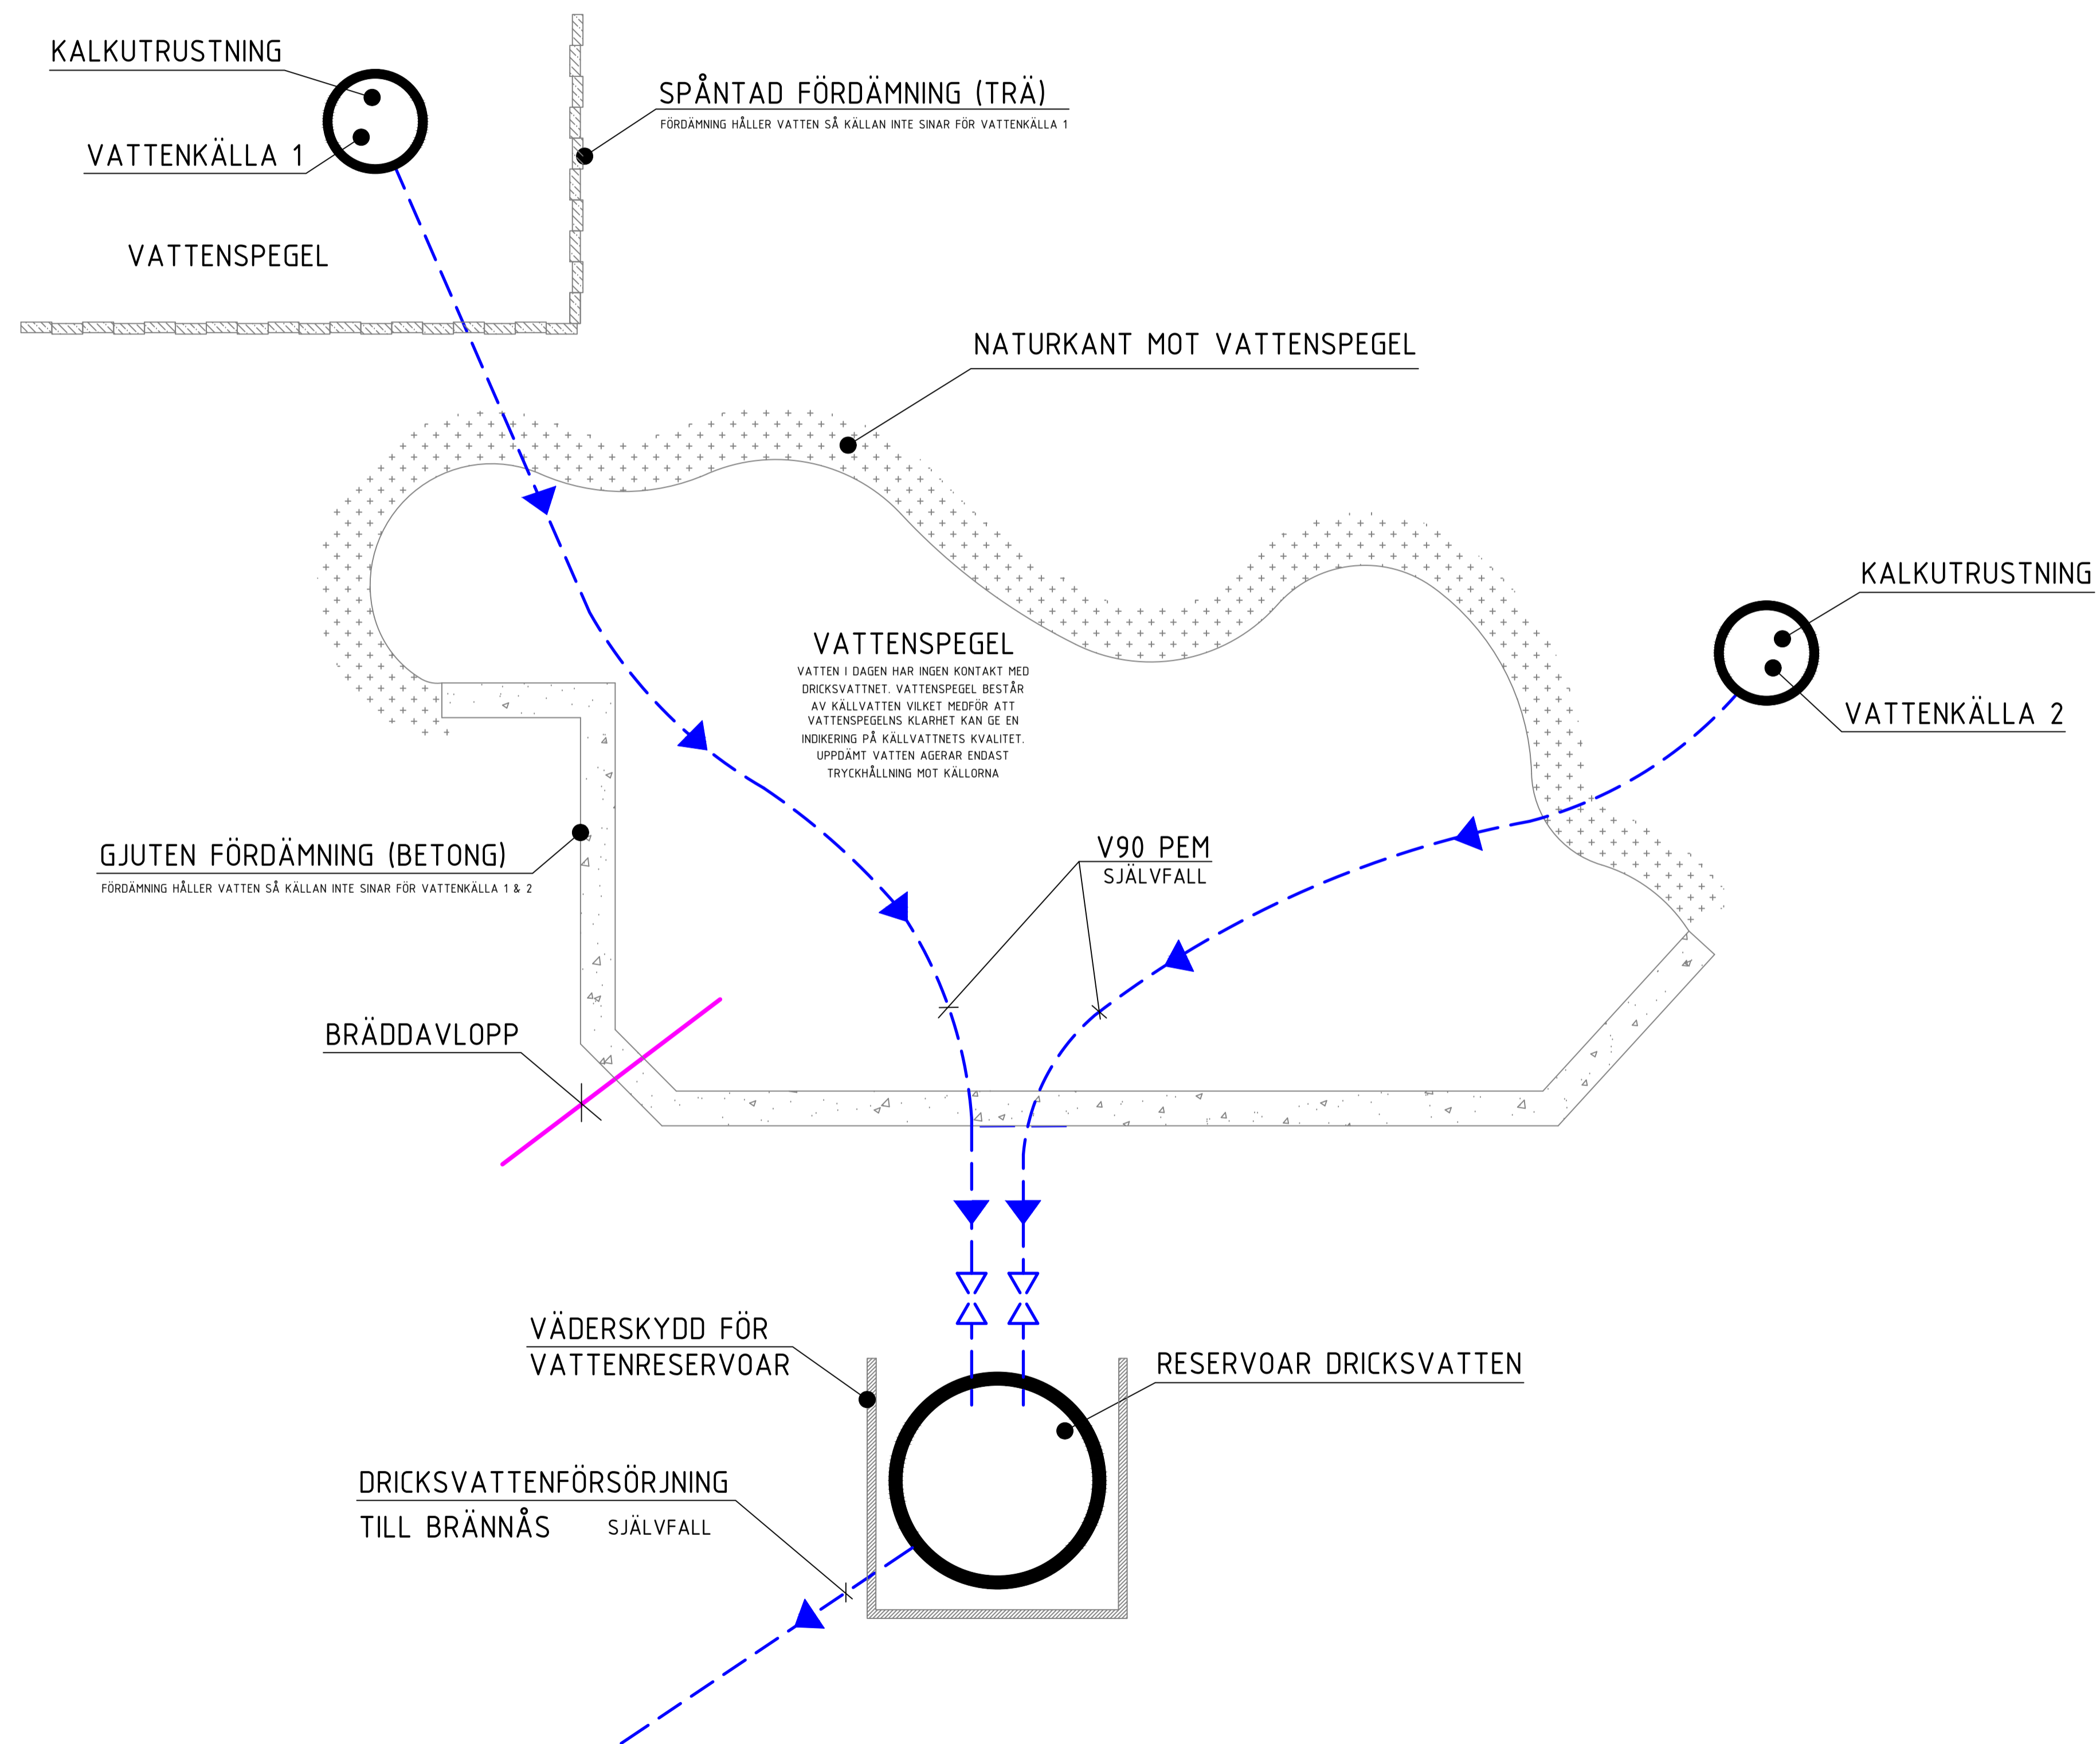 KALKUTRUSTNING
VATTENKÄLLA 1
VATTENSPEGEL
SPÅNTAD FÖRDÄMNING (TRÄ)
FÖRDÄMNING HÅLLER VATTEN SÅ KÄLLAN INTE SINAR FÖR VATTENKÄLLA 1
NATURKANT MOT VATTENSPEGEL
KALKUTRUSTNING
VATTENKÄLLA 2
VATTENSPEGEL
VATTEN I DAGEN HAR INGEN KONTAKT MED
DRICKSVATTNET. VATTENSPEGEL BESTÅR
AV KÄLLVATTEN VILKET MEDFÖR ATT
VATTENSPEGELNS KLARHET KAN GE EN
INDIKERING PÅ KÄLLVATTNETS KVALITET.
UPPDÄMT VATTEN AGERAR ENDAST
TRYCKHÅLLNING MOT KÄLLORNA
GJUTEN FÖRDÄMNING (BETONG)
FÖRDÄMNING HÅLLER VATTEN SÅ KÄLLAN INTE SINAR FÖR VATTENKÄLLA 1 & 2
V90 PEM
SJÄLVFALL
BRÄDDAVLOPP
VÄDERSKYDD FÖR
VATTENRESERVOAR
RESERVOAR DRICKSVATTEN
DRICKSVATTENFÖRSÖRJNING
TILL BRÄNNÅS SJÄLVFALL